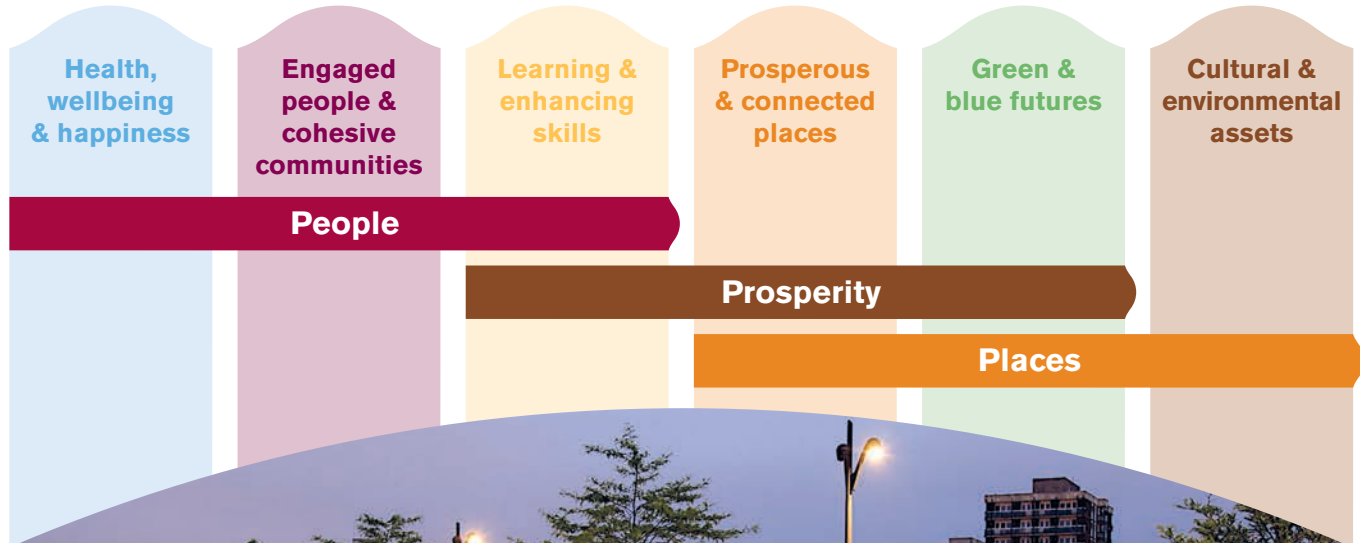 Health,
wellbeing
& happiness
Engaged
people &
cohesive
communities
Learning &
enhancing
skills
Prosperous
& connected
places
Green &
blue futures
Cultural &
environmental
assets
People
Prosperity
Places